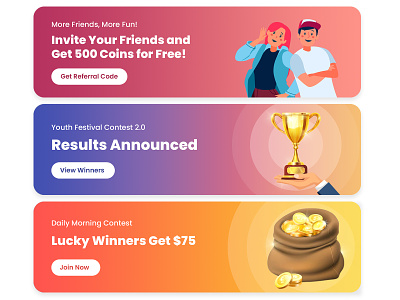 More Friends, More Fun!
Invite Your Friends and
Get 500 Coins for Free!
Get Referral Code
Youth Festival Contest 2.0
Results Announced
View Winners
Daily Morning Contest
Lucky Winners Get $75
Join Now